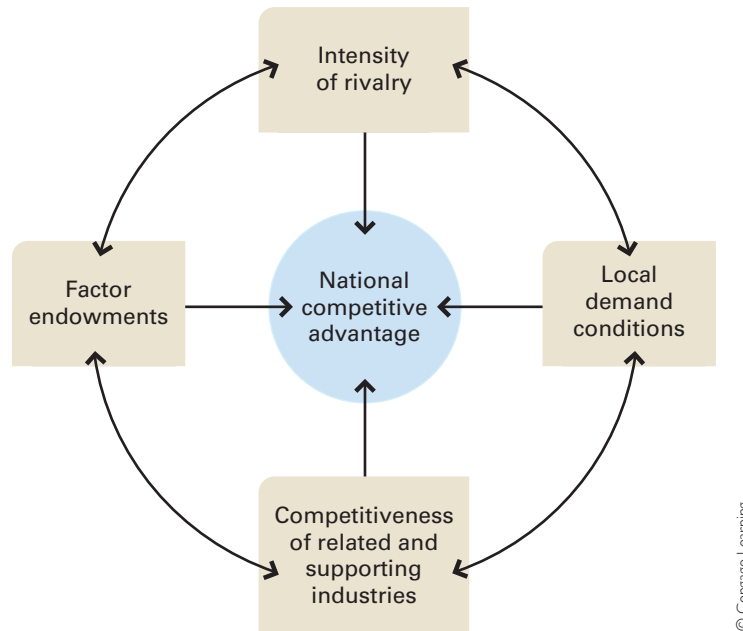 Intensity
of rivalry
Factor
endowments
National
competitive
advantage
Local
demand
conditions
Competitiveness
of related and
supporting
industries
© Cengage Learning